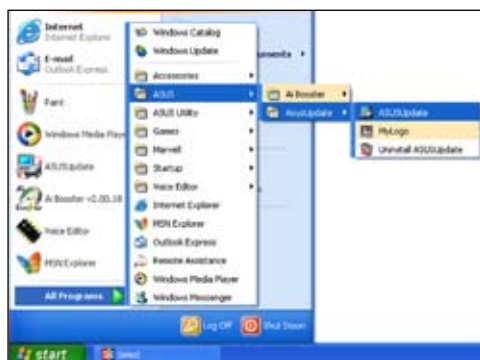 Internet
Internet Explorer
E-mail
Outlook Express
Paint
Windows Media Player
ASUSUpdate
Ai Booster v2.00.18
Voice Editor
MSN Explorer
All Programs
Windows Catalog
Windows Update
Accessories
ASUS
ASUS Utility
Games
Marvell
Startup
Voice Editor
Internet Explorer
MSN Explorer
Outlook Express
Remote Assistance
Windows Media Player
Windows Messenger
Ai Booster
AsusUpdate
ASUSUpdate
MyLogo
Uninstall ASUSUpdate
Log Off
Shut Down
start